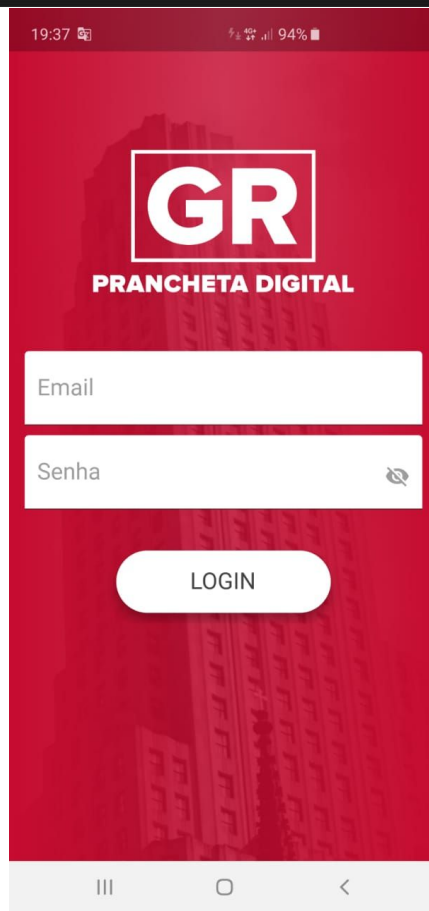 19:37
4G+ 94%
GR
PRANCHETA DIGITAL
Email
Senha
LOGIN